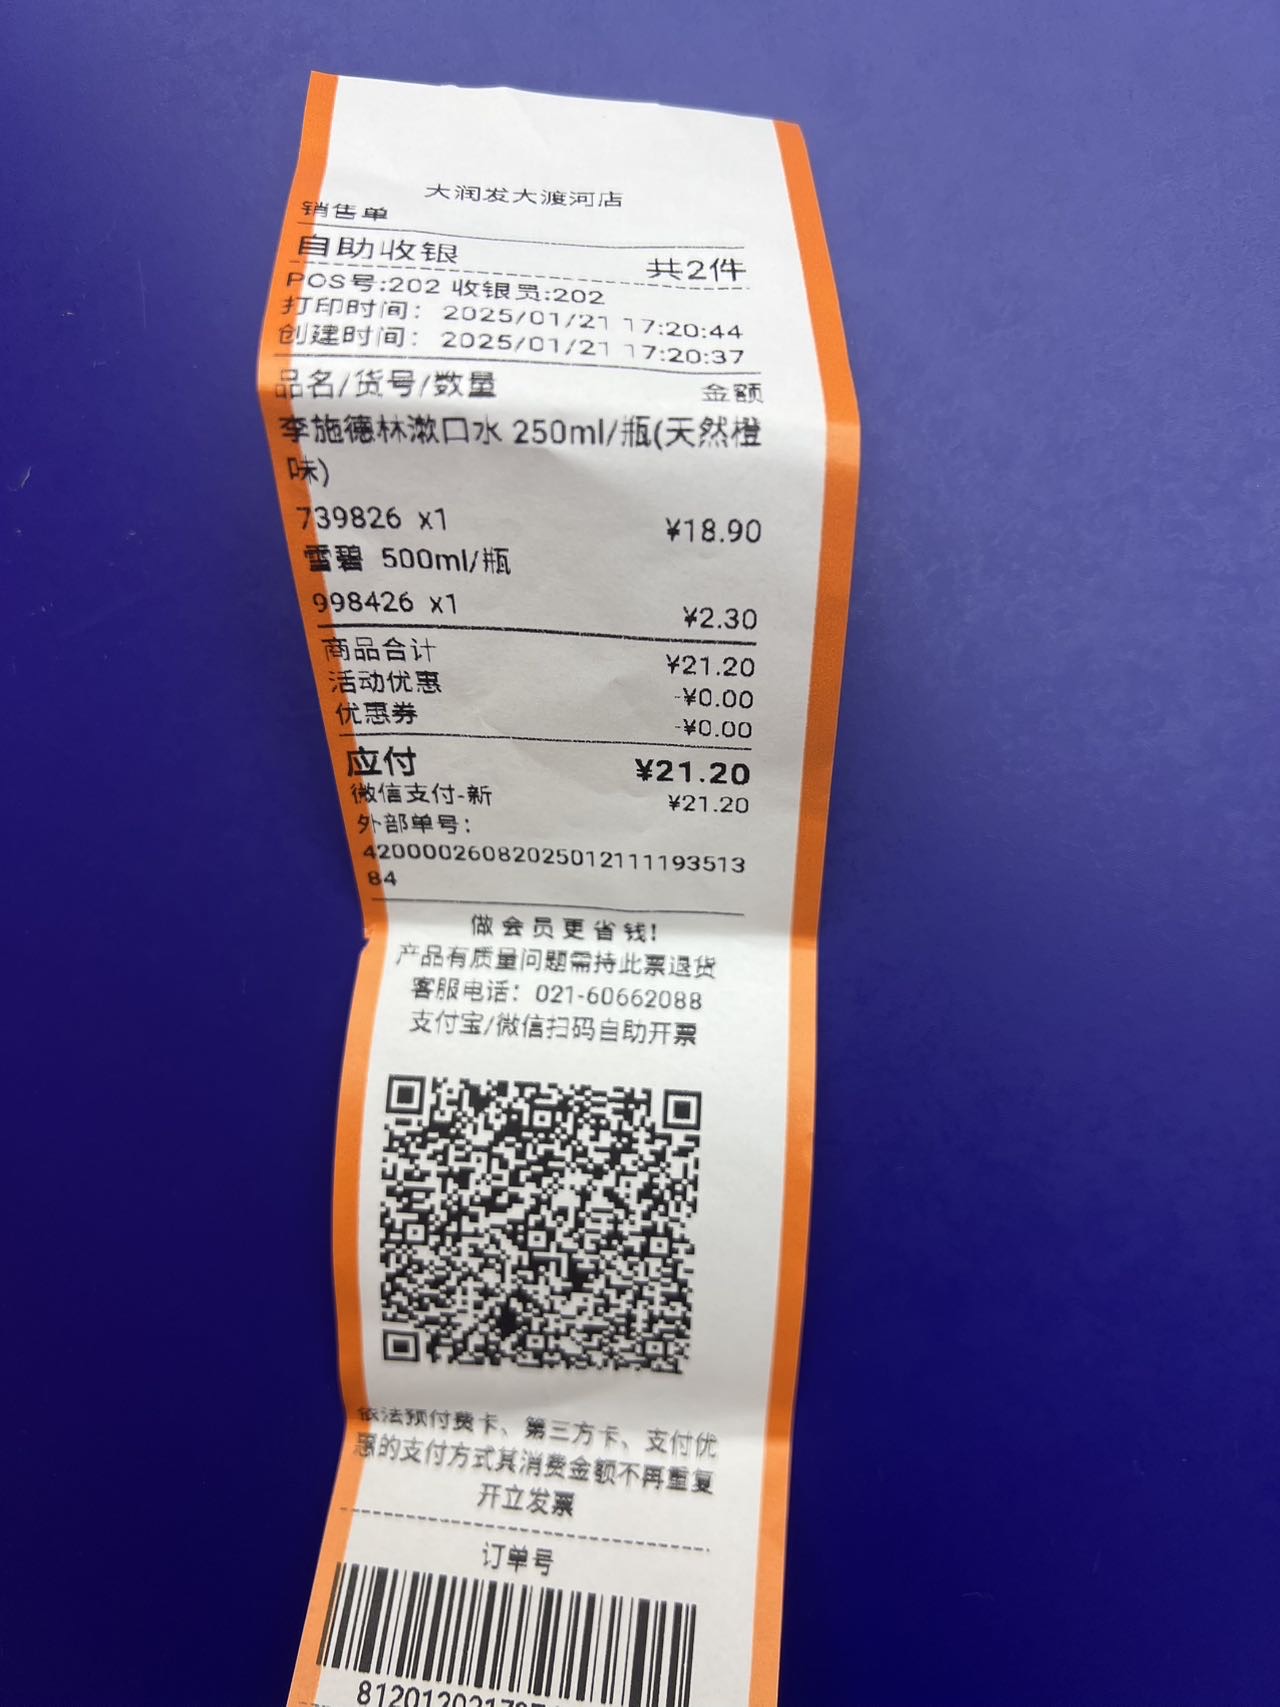 大润发大渡河店
销售单
自助收银 共2件
POS号:202 收银员:202
打印时间: 2025/01/21 17:20:44
创建时间: 2025/01/21 17:20:37
品名/货号/数量 金额
李施德林漱口水 250ml/瓶(天然橙
味)
739826 x1 ¥18.90
雪碧 500ml/瓶
998426 x1 ¥2.30
商品合计 ¥21.20
活动优惠 -¥0.00
优惠券 -¥0.00
应付 ¥21.20
微信支付-新 ¥21.20
外部单号:
42000026082025012111193513
84
做会员更省钱!
产品有质量问题需持此票退货
客服电话: 021-60662088
支付宝/微信扫码自助开票
依法预付费卡、第三方卡、支付优
惠的支付方式其消费金额不再重复
开立发票
订单号